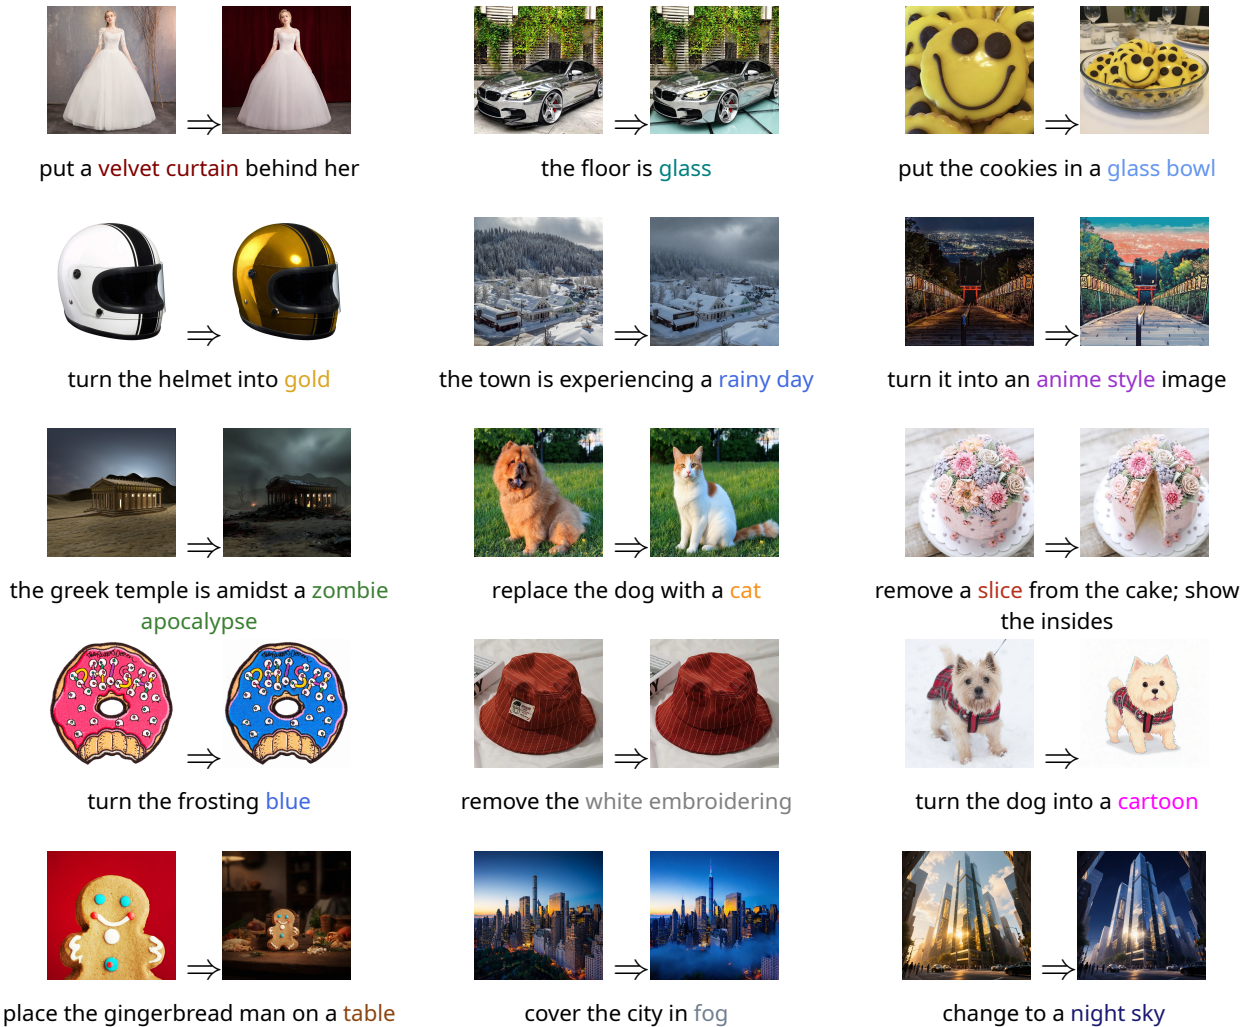 put a velvet curtain behind her
the floor is glass
put the cookies in a glass bowl
turn the helmet into gold
the town is experiencing a rainy day
turn it into an anime style image
the greek temple is amidst a zombie
apocalypse
replace the dog with a cat
remove a slice from the cake; show
the insides
turn the frosting blue
remove the white embroidering
turn the dog into a cartoon
place the gingerbread man on a table
cover the city in fog
change to a night sky